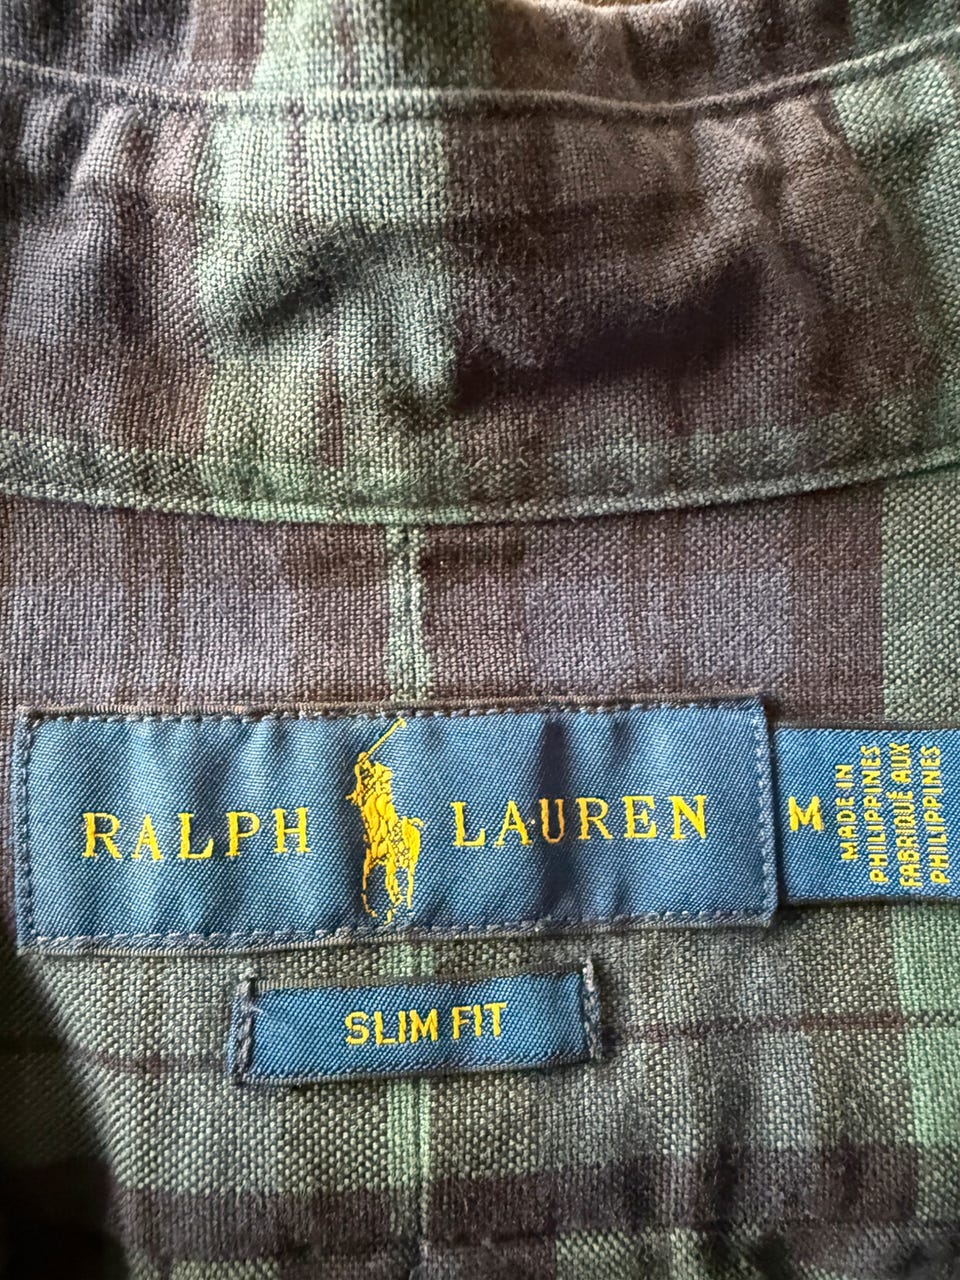 RALPH LAUREN
M
MADE IN
PHILIPPINES
FABRIQUÉ AUX
PHILIPPINES
SLIM FIT